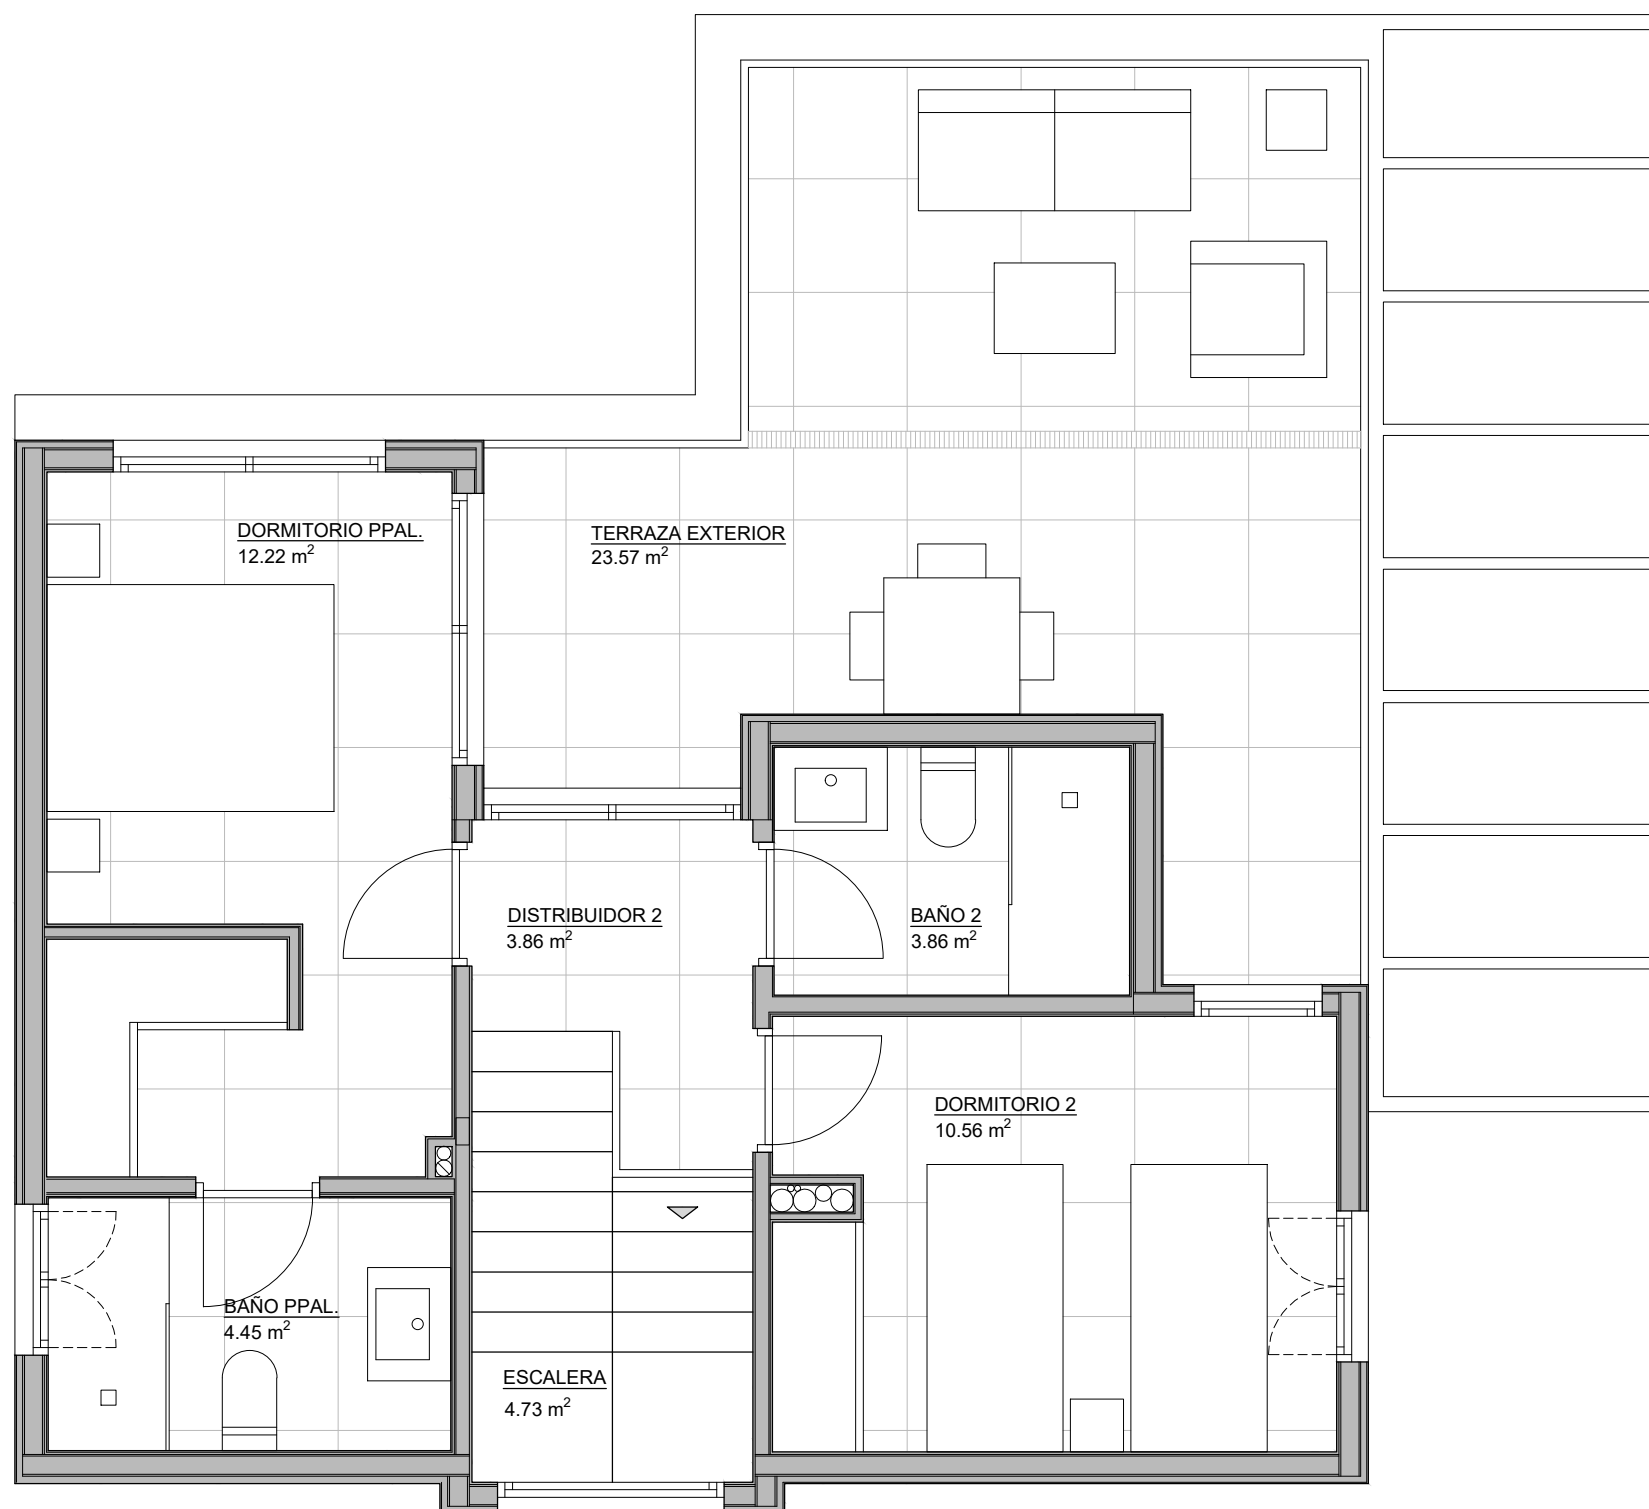 DORMITORIO PPAL.
12.22 m²
TERRAZA EXTERIOR
23.57 m²
DISTRIBUIDOR 2
3.86 m²
BAÑO 2
3.86 m²
DORMITORIO 2
10.56 m²
BAÑO PPAL.
4.45 m²
ESCALERA
4.73 m²